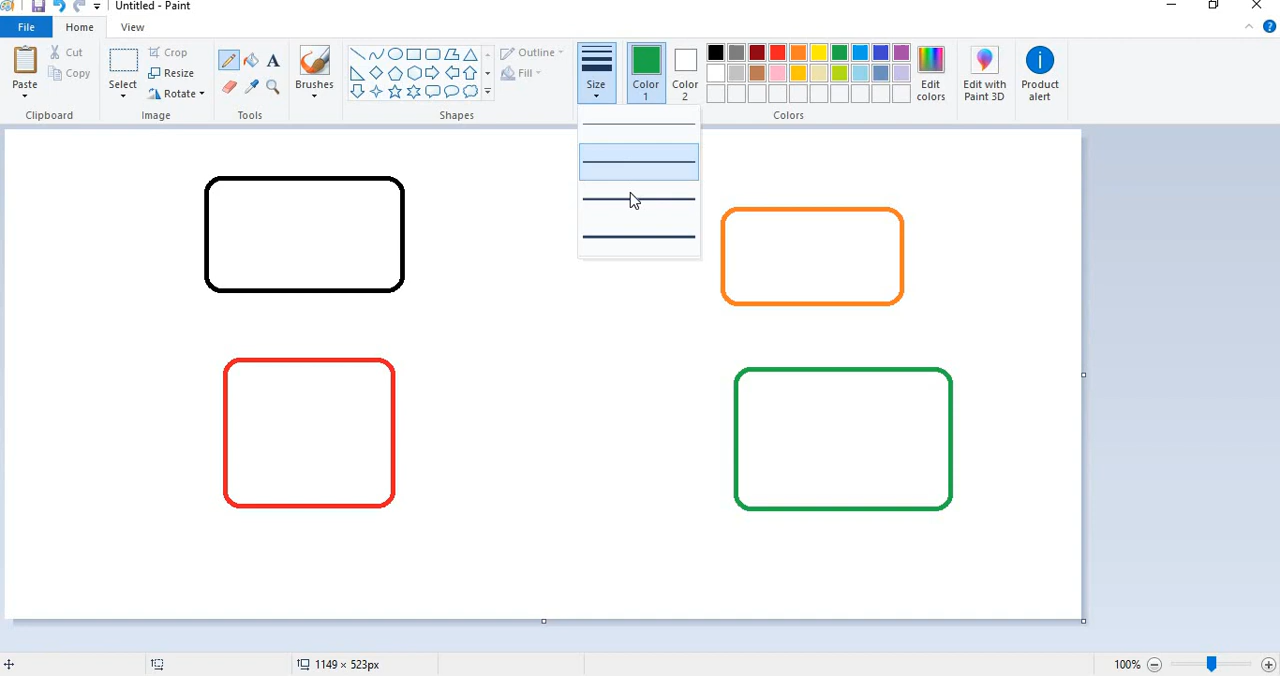 Untitled - Paint
File
Home
View
Paste
Cut
Copy
Clipboard
Select
Crop
Resize
Rotate
Image
A
Tools
Brushes
Shapes
Outline
Fill
Size
Color
1
Color
2
Colors
Edit
colors
Edit with
Paint 3D
Product
alert
1149 × 523px
100%